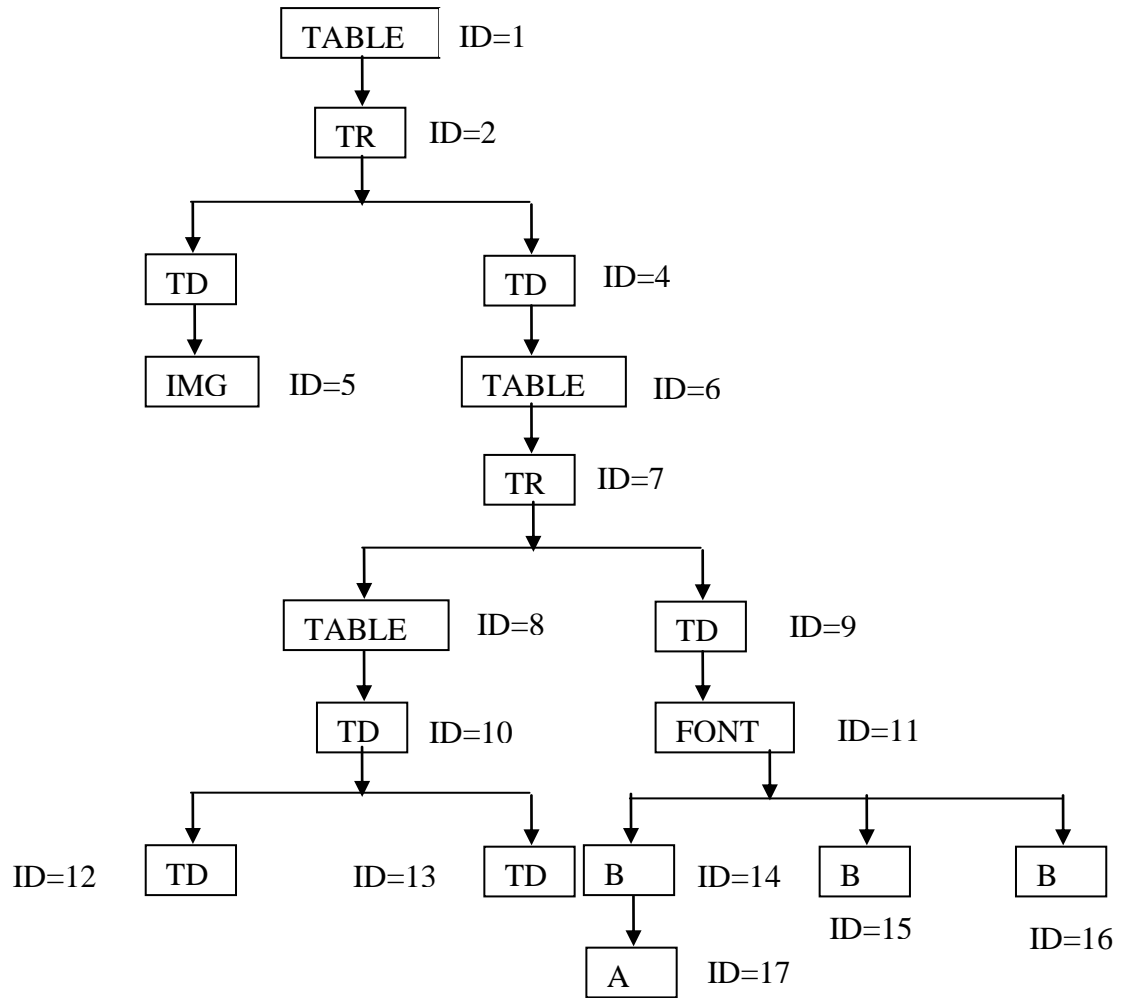 TABLE ID=1
TR ID=2
TD TD ID=4
IMG ID=5 TABLE ID=6
TR ID=7
TABLE ID=8 TD ID=9
TD ID=10 FONT ID=11
ID=12 TD ID=13 TD B ID=14 B B
ID=15 ID=16
A ID=17